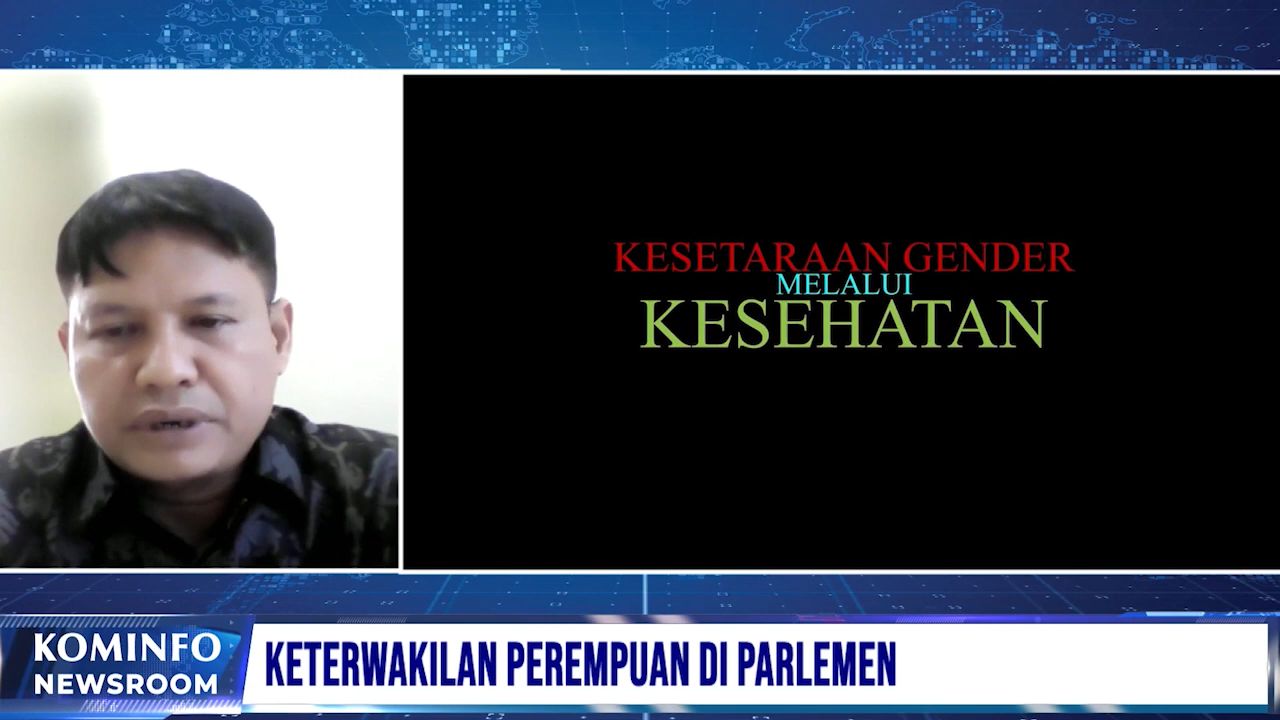 KESETARAAN GENDER
MELALUI
KESEHATAN
KOMINFO
NEWSROOM
KETERWAKILAN PEREMPUAN DI PARLEMEN